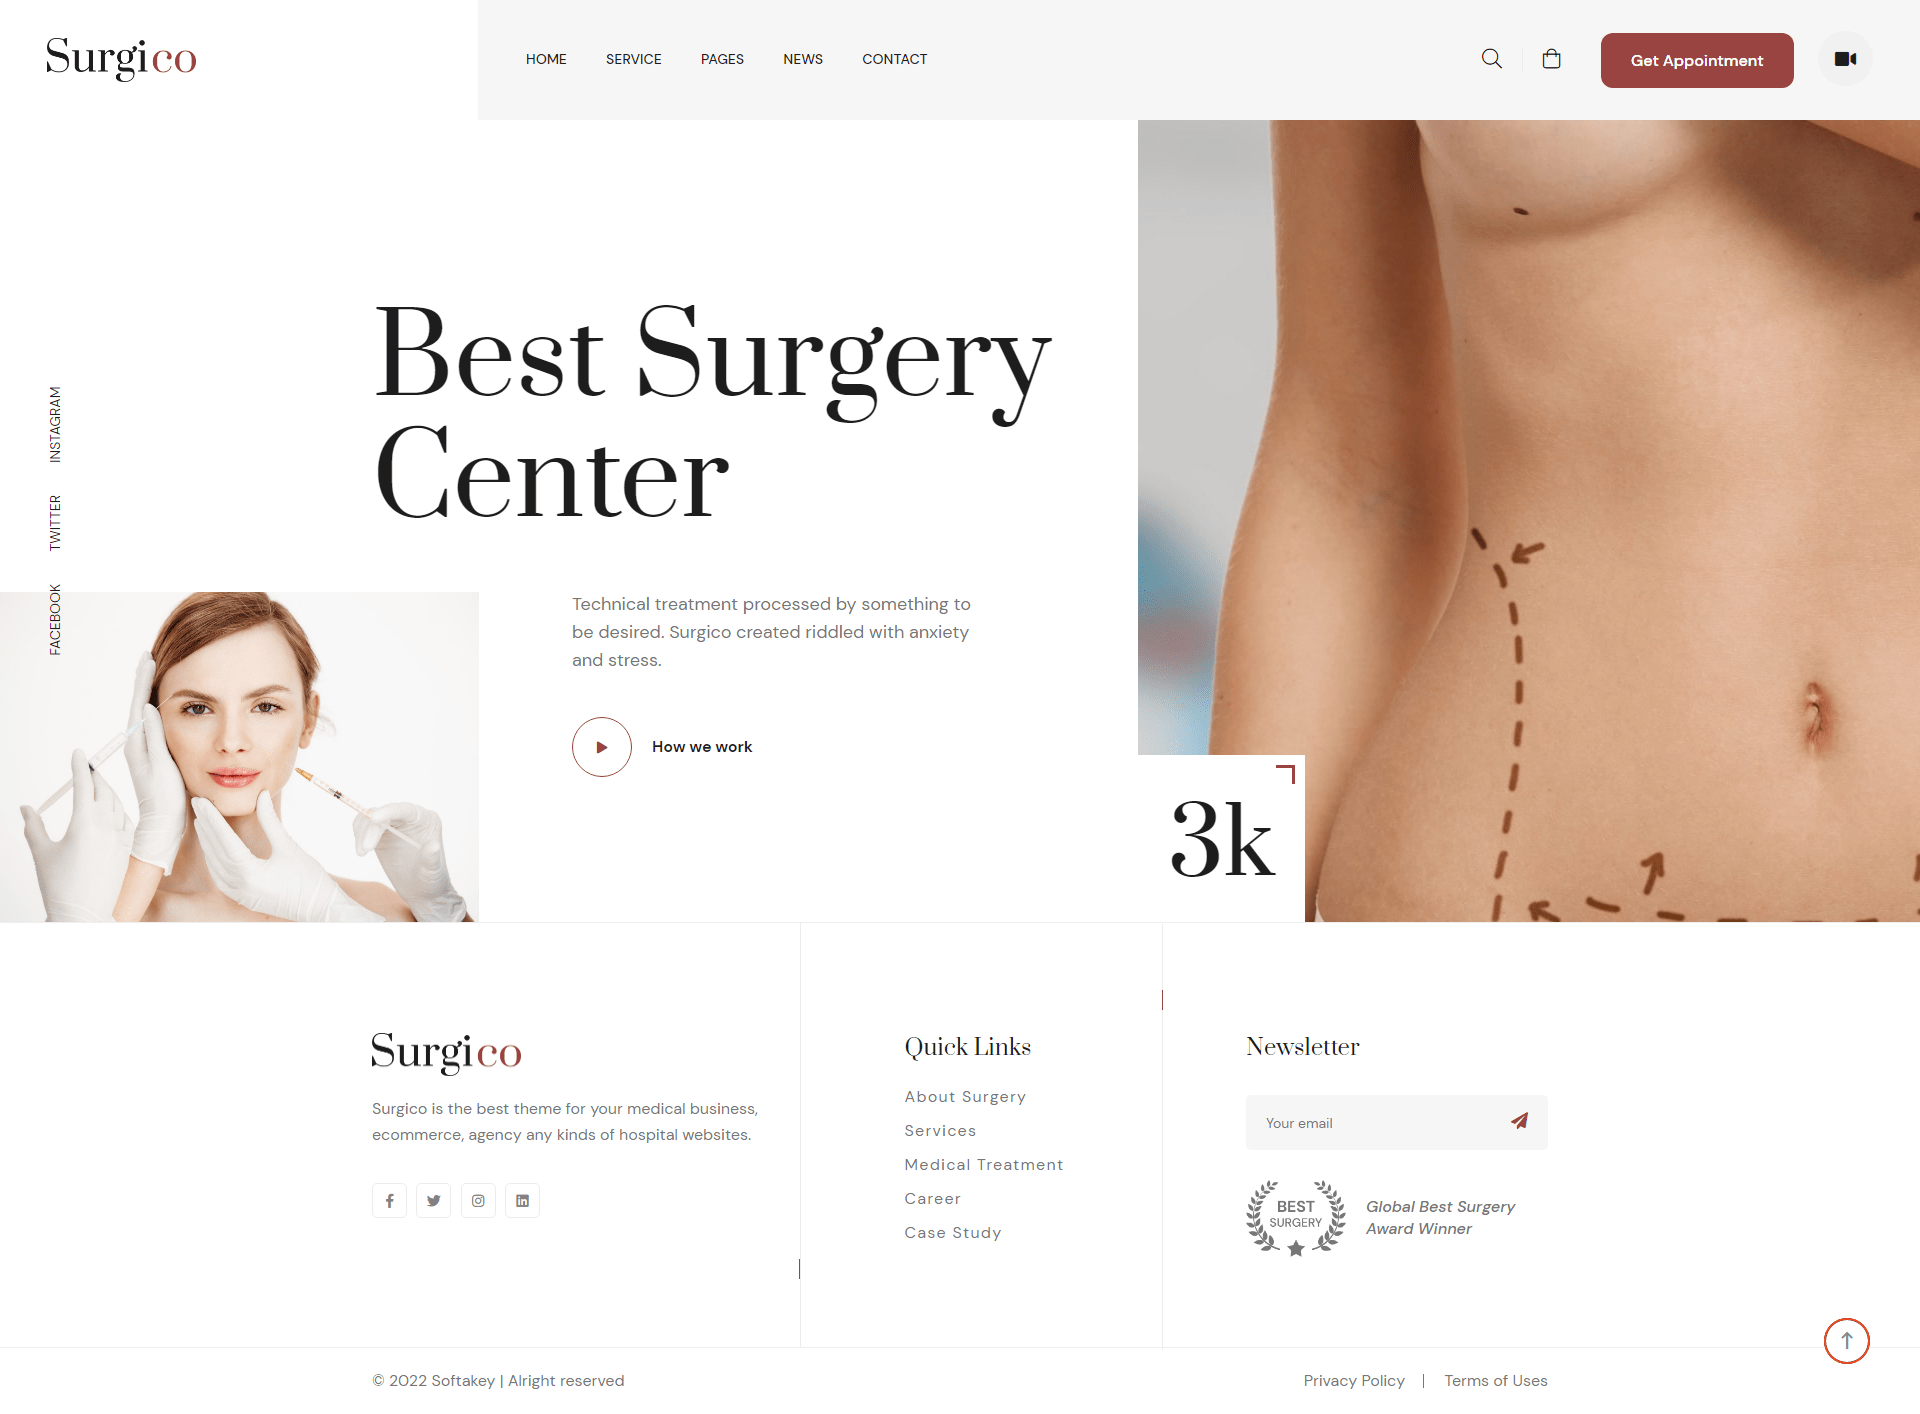 Surgico
HOME SERVICE PAGES NEWS CONTACT
Get Appointment
Best Surgery
Center
INSTAGRAM
TWITTER
FACEBOOK
Technical treatment processed by something to
be desired. Surgico created riddled with anxiety
and stress.
How we work
3k
Surgico
Surgico is the best theme for your medical business,
ecommerce, agency any kinds of hospital websites.
Quick Links
About Surgery
Services
Medical Treatment
Career
Case Study
Newsletter
Your email
BEST
SURGERY
Global Best Surgery
Award Winner
© 2022 Softakey | Alright reserved
Privacy Policy | Terms of Uses